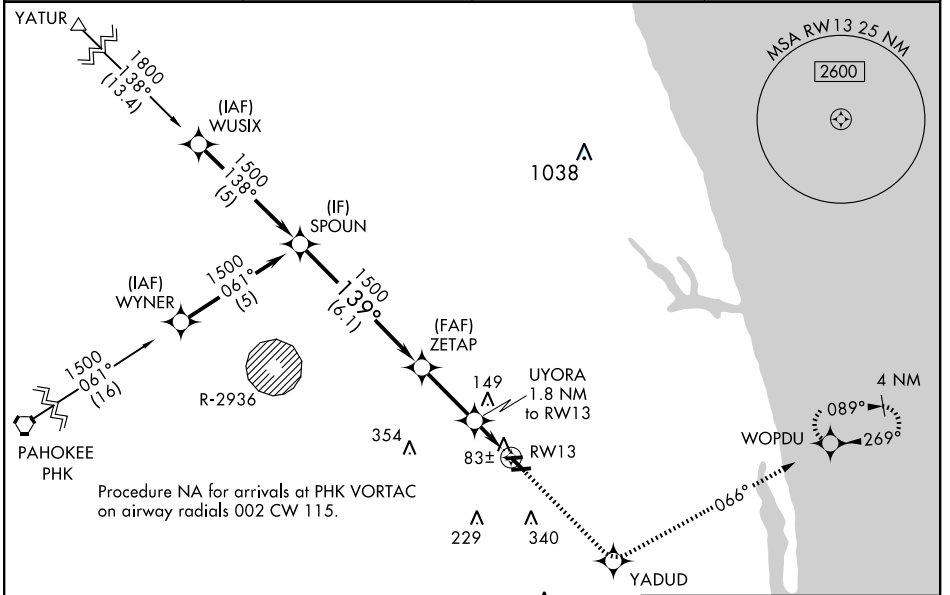 YATUR
1800
138°
(13.4)
(IAF)
WUSIX
1500
138°
(5)
(IF)
SPOUN
(IAF)
WYNER
1500
061°
(5)
1500
061°
(16)
PAHOKEE
PHK
R-2936
1500
139°
(6.1)
(FAF)
ZETAP
149
UYORA
1.8 NM
to RW13
354
83±
RW13
Procedure NA for arrivals at PHK VORTAC
on airway radials 002 CW 115.
229
340
YADUD
066°
WOPDU
089°
4 NM
269°
1038
MSA RW13 25 NM
2600